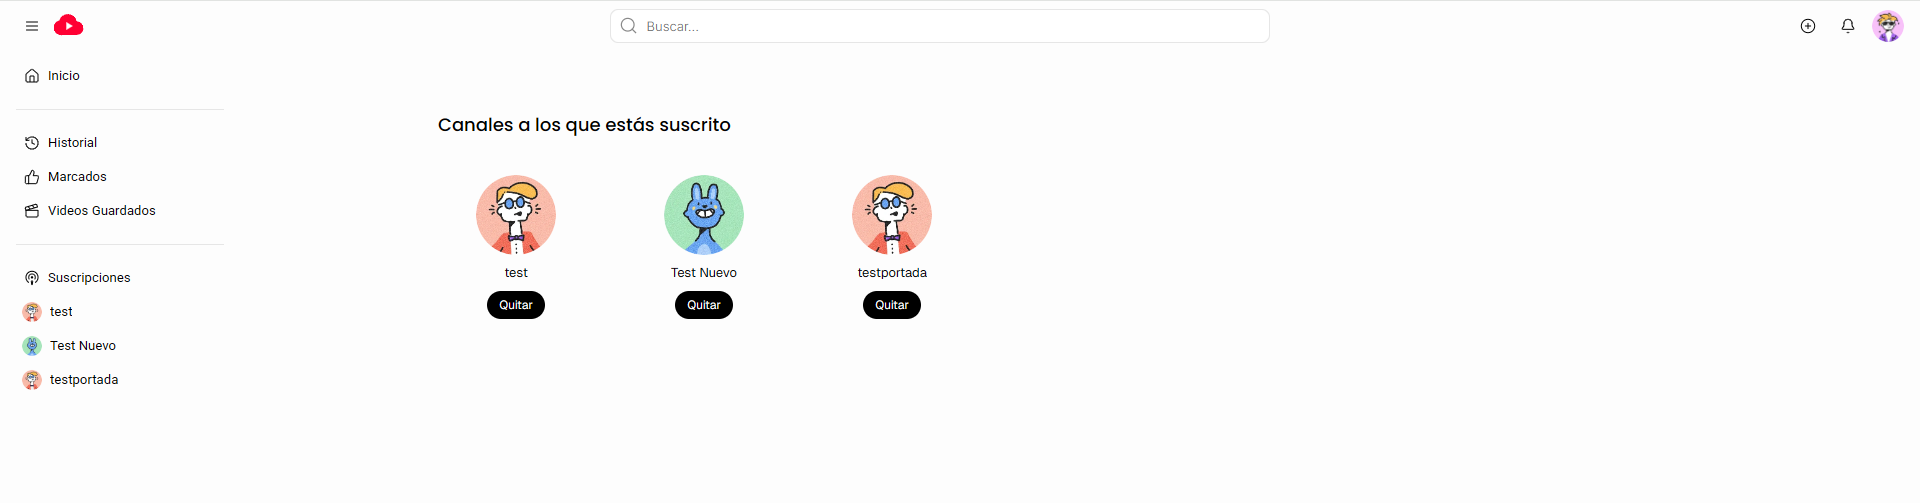 Buscar...
Inicio
Historial
Marcados
Videos Guardados
Suscripciones
test
Test Nuevo
testportada
Canales a los que estás suscrito
test
Test Nuevo
testportada
Quitar
Quitar
Quitar